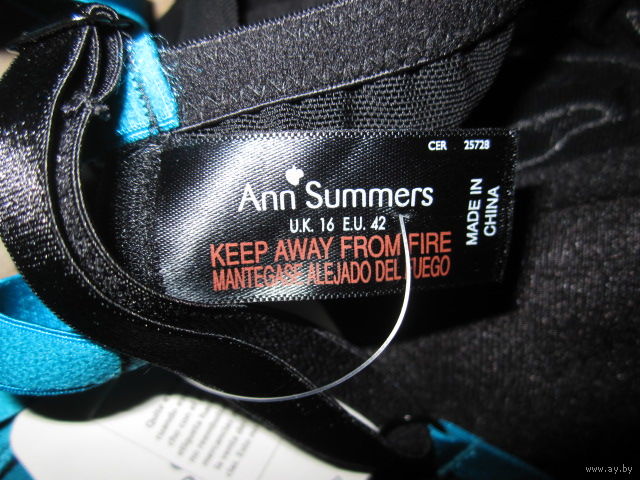 CER 25728
Ann Summers
U.K. 16 E.U. 42
KEEP AWAY FROM FIRE
MANTEGASE ALEJADO DEL FUEGO
MADE IN
CHINA
www.ay.by